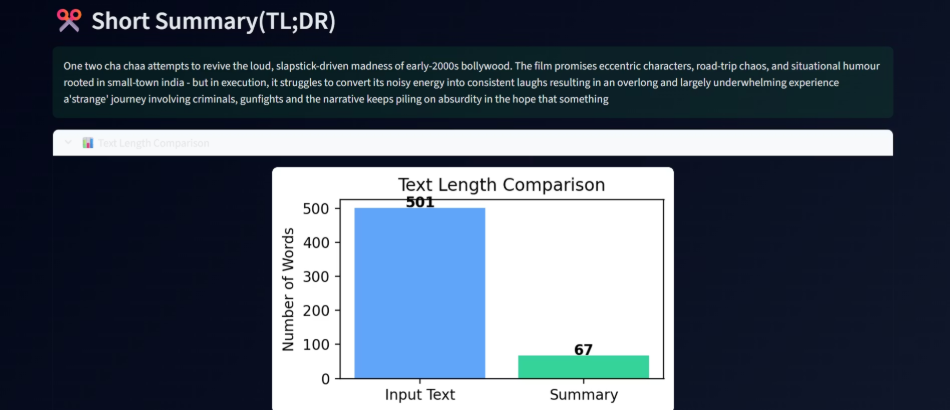 Short Summary(TL;DR)
One two cha chaa attempts to revive the loud, slapstick-driven madness of early-2000s bollywood. The film promises eccentric characters, road-trip chaos, and situational humour
rooted in small-town india - but in execution, it struggles to convert its noisy energy into consistent laughs resulting in an overlong and largely underwhelming experience
a'strange' journey involving criminals, gunfights and the narrative keeps piling on absurdity in the hope that something
Text Length Comparison
Text Length Comparison
501
500
400
300
200
100
0
67
Number of Words
Input Text
Summary